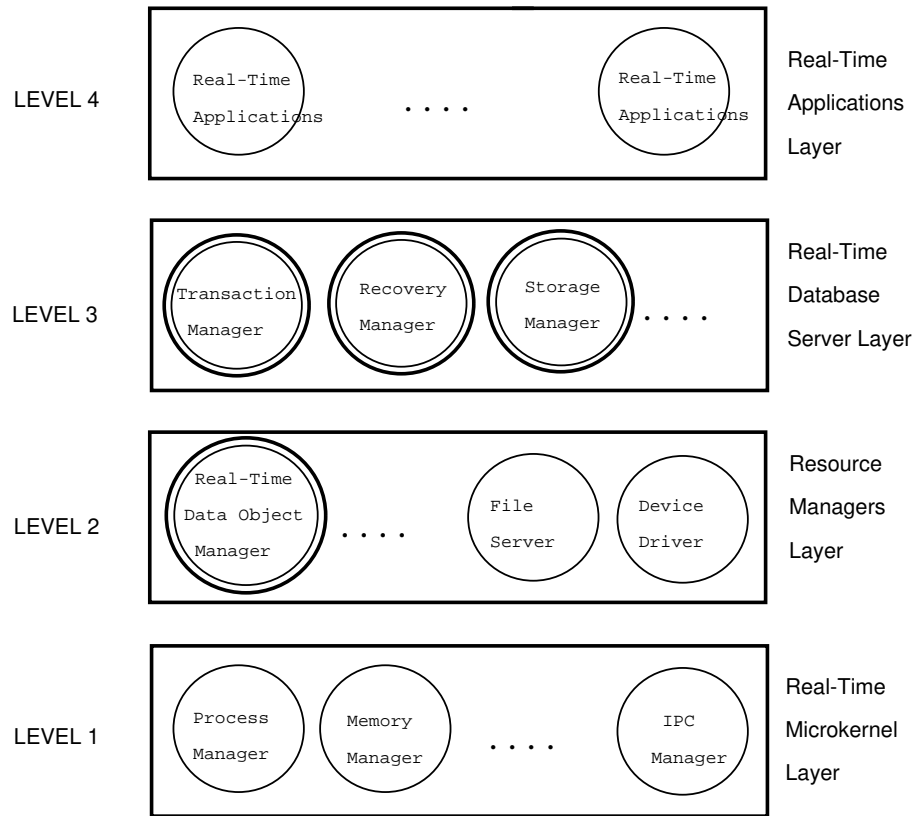 Real-Time
Applications
. . . .
Real-Time
Applications
LEVEL 4
Real-Time
Applications
Layer
Transaction
Manager
Recovery
Manager
Storage
Manager
. . . .
LEVEL 3
Real-Time
Database
Server Layer
Real-Time
Data Object
Manager
. . . .
File
Server
Device
Driver
LEVEL 2
Resource
Managers
Layer
Process
Manager
Memory
Manager
. . . .
IPC
Manager
LEVEL 1
Real-Time
Microkernel
Layer